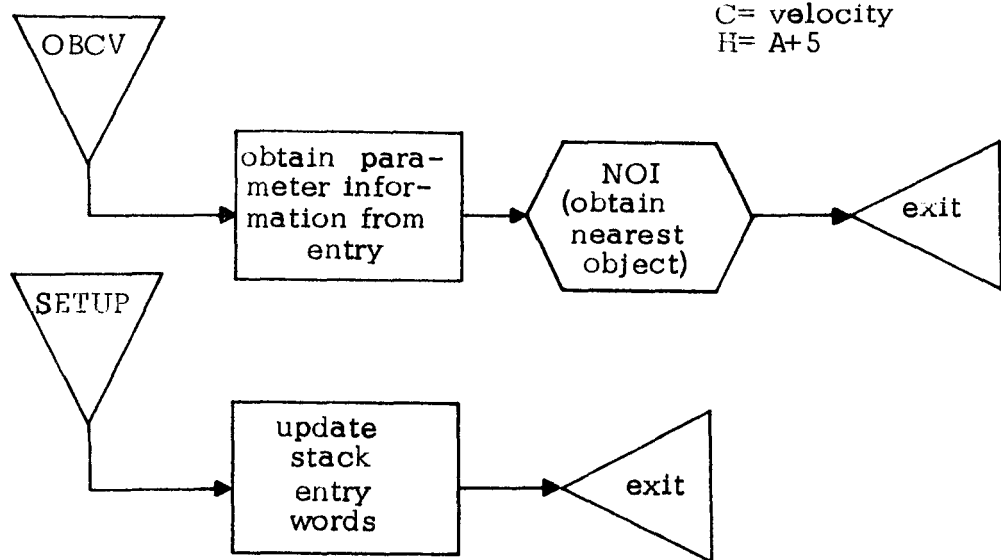 C= velocity
H= A+5
OBCV
obtain para-
meter infor-
mation from
entry
NOI
(obtain
nearest
object)
exit
SETUP
update
stack
entry
words
exit